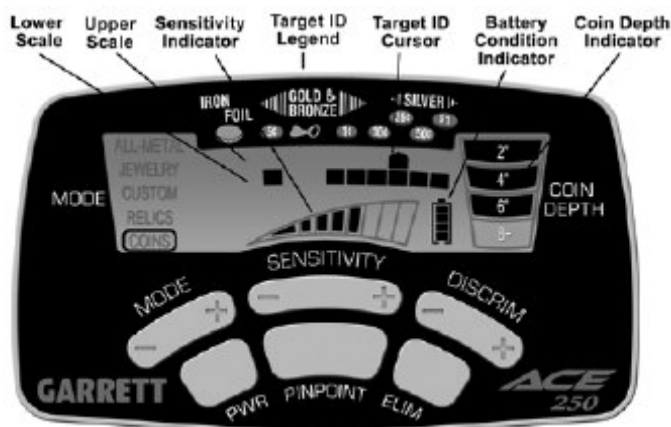 Lower Scale
Upper Scale
Sensitivity Indicator
Target ID Legend
Target ID Cursor
Battery Condition Indicator
Coin Depth Indicator
IRON
FOIL
GOLD & BRONZE
SILVER
5¢
1¢
10¢
25¢
50¢
$1
MODE
ALL-METAL
JEWELRY
CUSTOM
RELICS
COINS
2"
4"
6"
8+
COIN DEPTH
SENSITIVITY
MODE
- +
- +
DISCRIM
- +
PWR
PINPOINT
ELIM
GARRETT
ACE
250